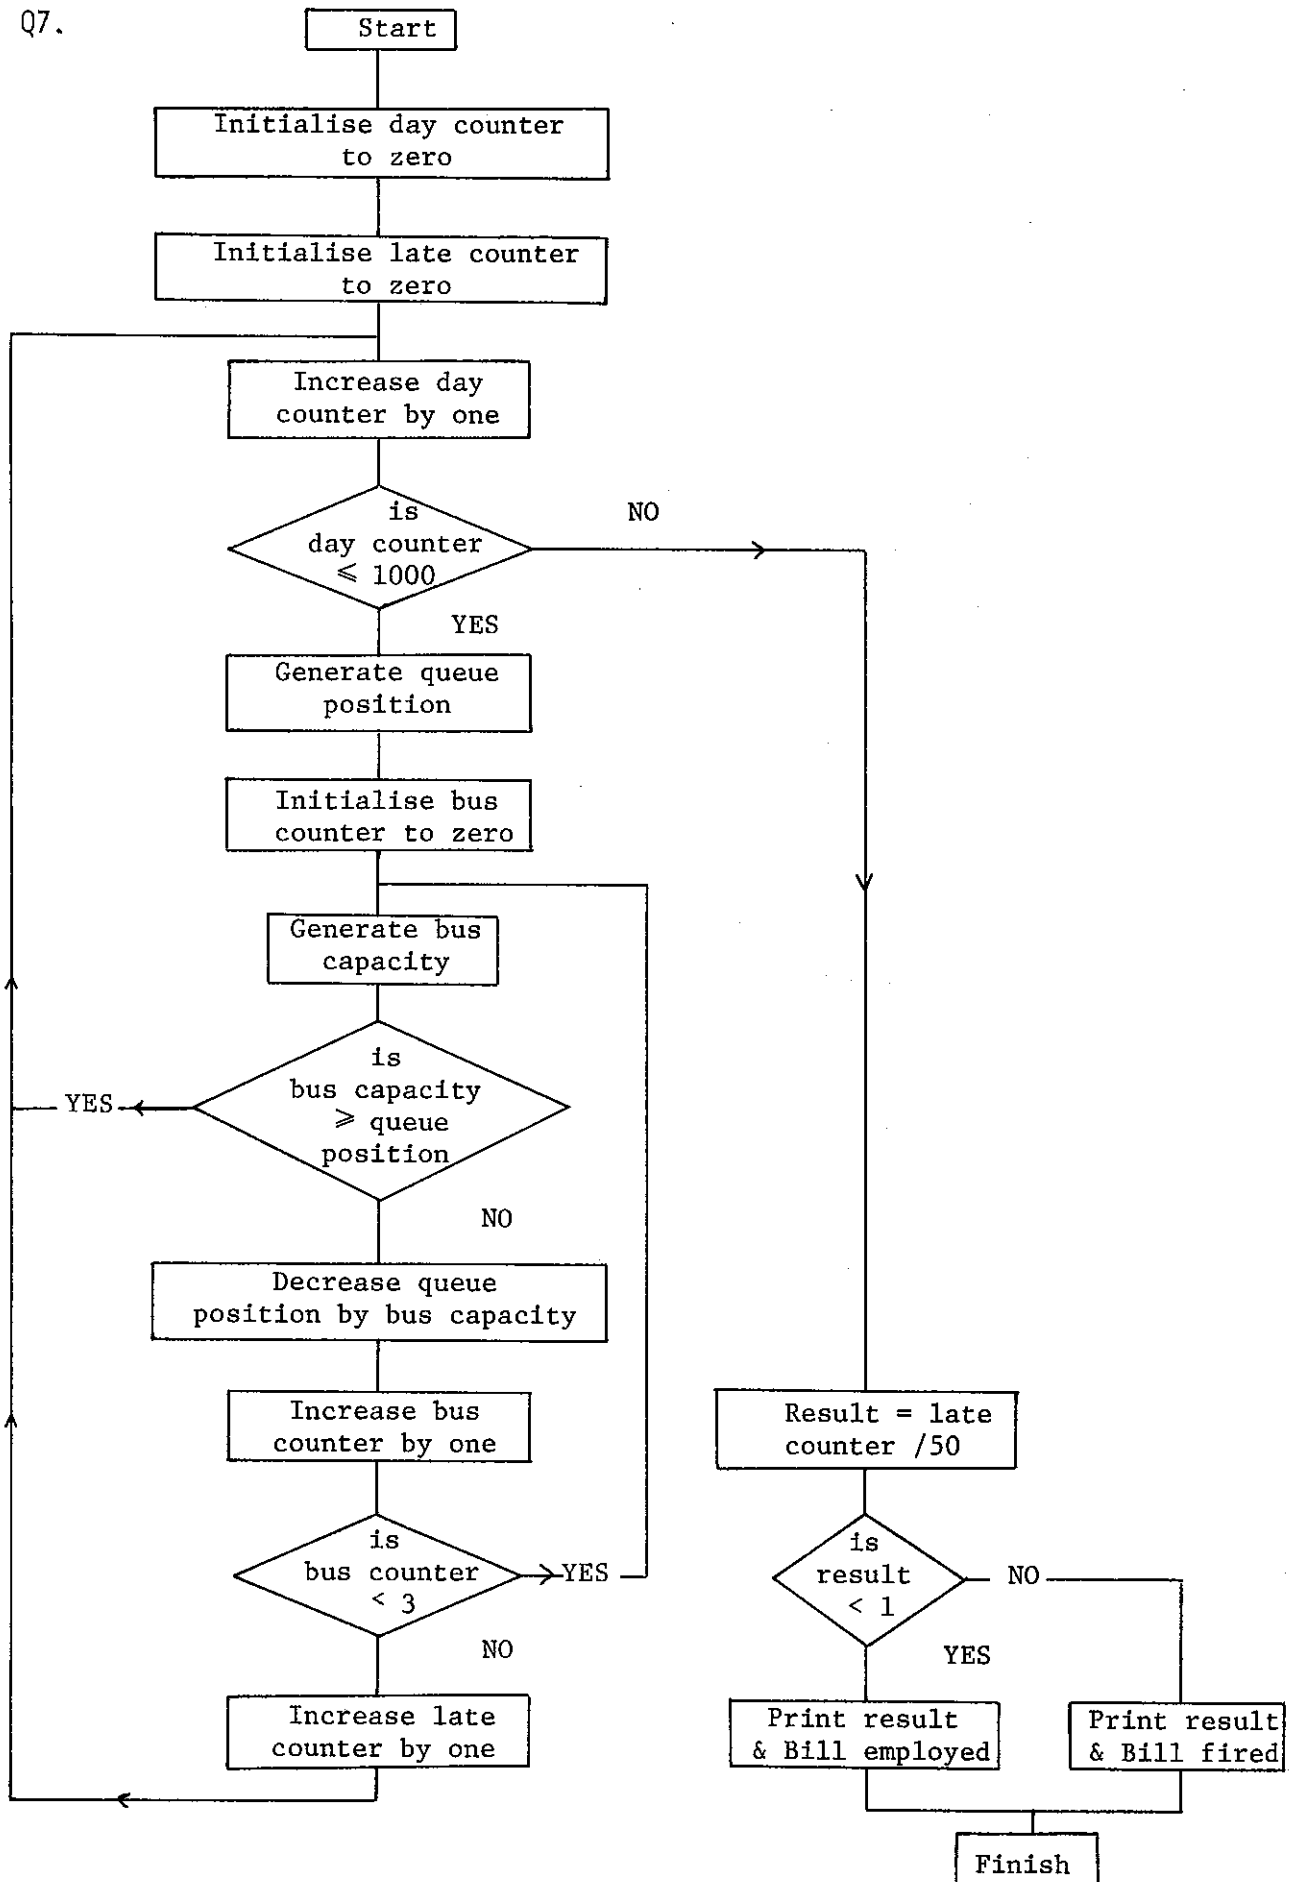 Q7.
Start
Initialise day counter
to zero
Initialise late counter
to zero
Increase day
counter by one
is
day counter
⩽ 1000
NO
YES
Generate queue
position
Initialise bus
counter to zero
Generate bus
capacity
is
bus capacity
⩾ queue
position
YES
NO
Decrease queue
position by bus capacity
Increase bus
counter by one
is
bus counter
< 3
YES
NO
Increase late
counter by one
Result = late
counter /50
is
result
< 1
NO
YES
Print result
& Bill employed
Print result
& Bill fired
Finish